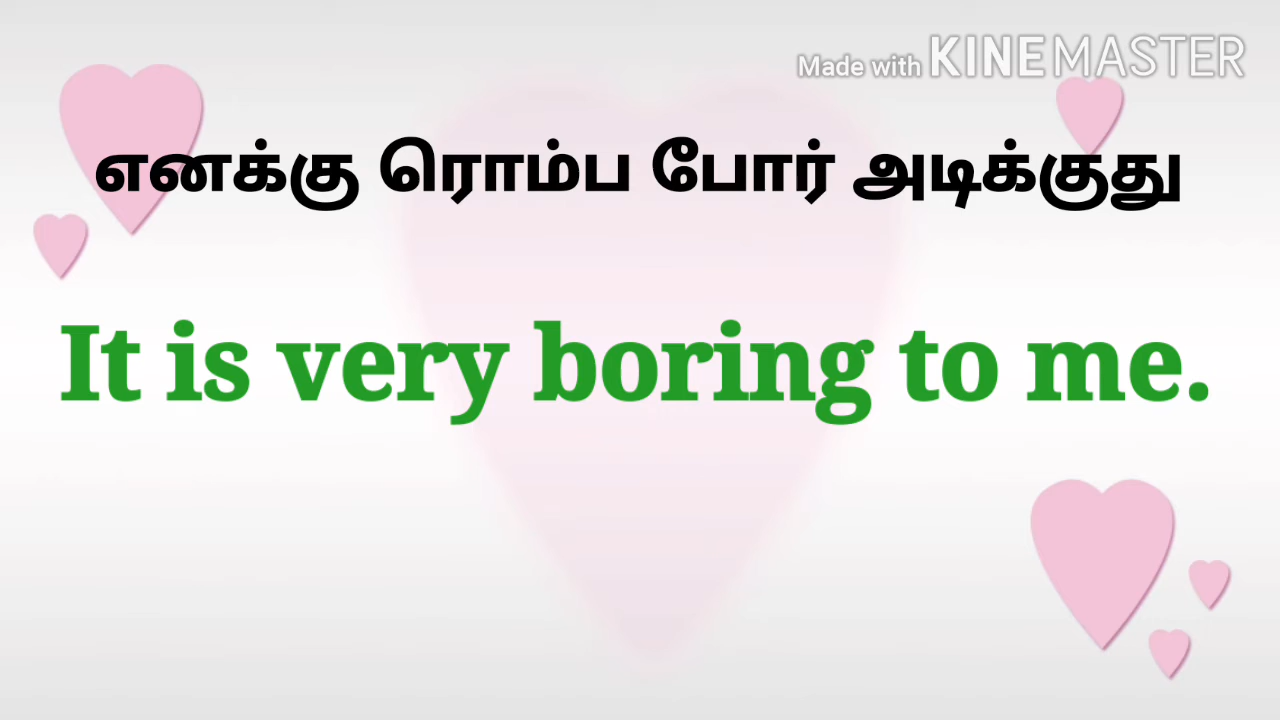 Made with KINEMASTER
எனக்கு ரொம்ப போர் அடிக்குது
It is very boring to me.